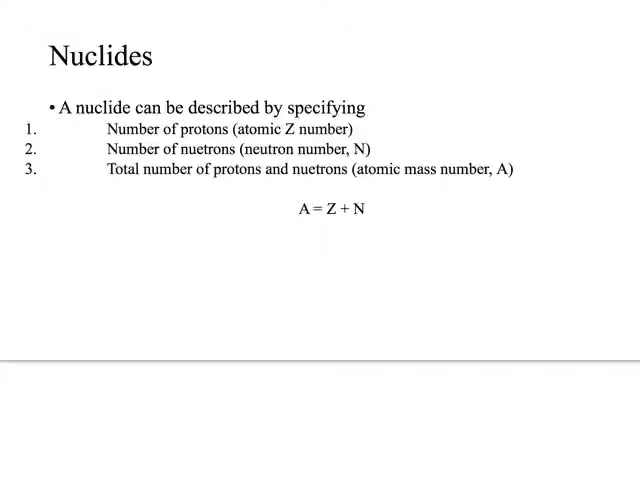 Nuclides
• A nuclide can be described by specifying
1. Number of protons (atomic Z number)
2. Number of nuetrons (neutron number, N)
3. Total number of protons and nuetrons (atomic mass number, A)
A = Z + N